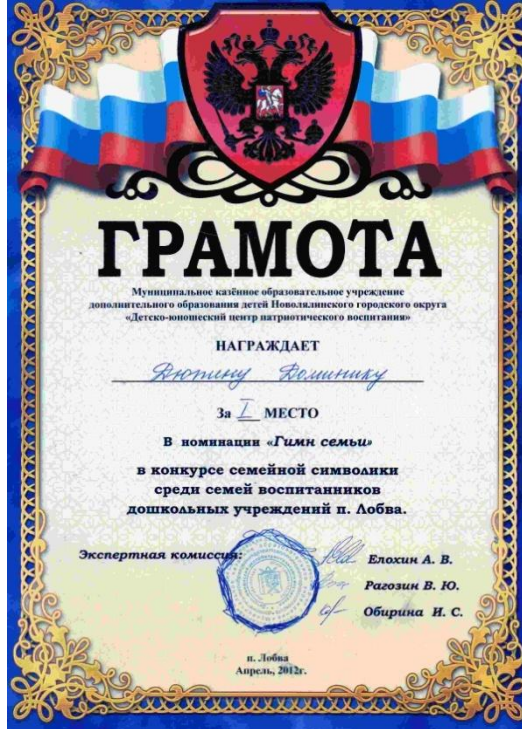 ГРАМОТА
Муниципальное казённое образовательное учреждение
дополнительного образования детей Новолялинского городского округа
«Детско-юношеский центр патриотического воспитания»
НАГРАЖДАЕТ
Дюпину Доминику
За I МЕСТО
В номинации «Гимн семьи»
в конкурсе семейной символики
среди семей воспитанников
дошкольных учреждений п. Лобва.
Экспертная комиссия:
Елохин А. В.
Рагозин В. Ю.
Обирина И. С.
п. Лобва
Апрель, 2012г.